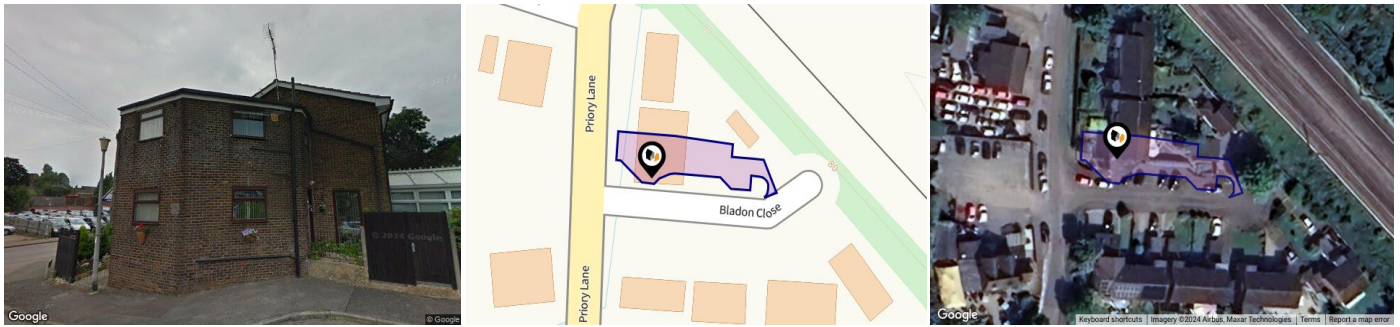 © 2024 Google
Google
© Google
Priory Lane
80
Bladon Close
Priory Lane
Google
Keyboard shortcuts
Imagery ©2024 Airbus, Maxar Technologies
Terms
Report a map error